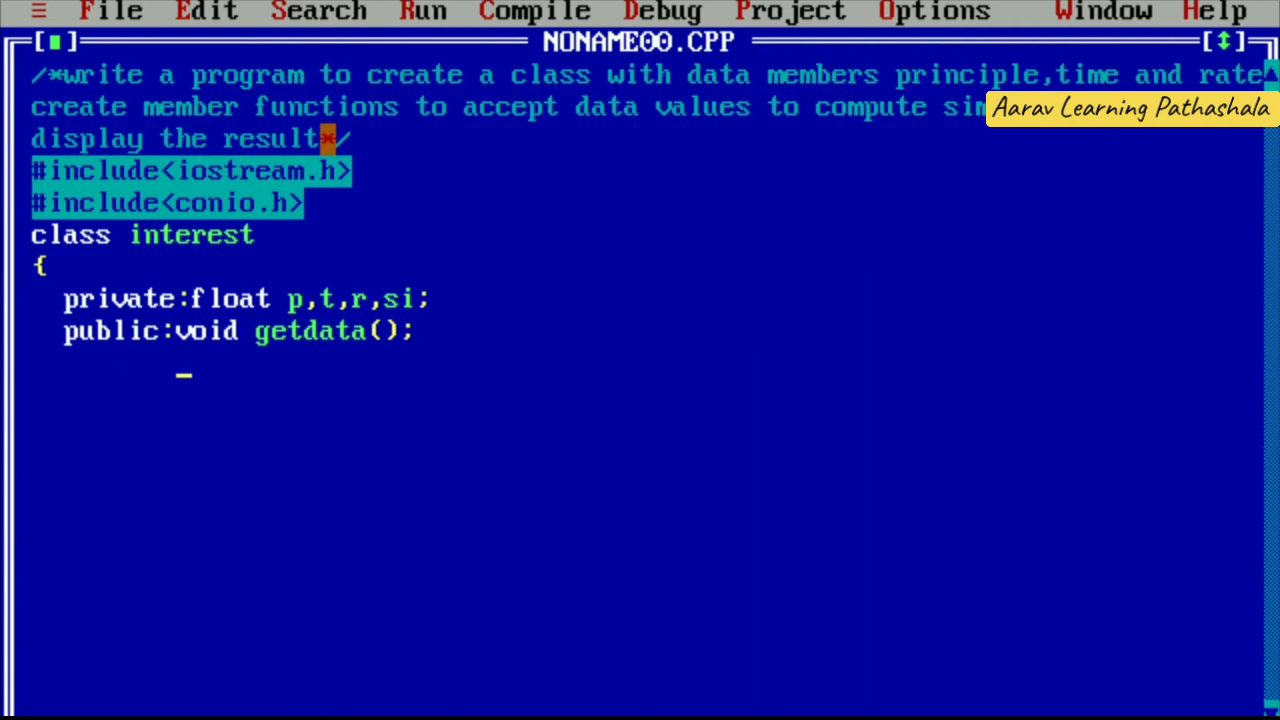 ≡ File Edit Search Run Compile Debug Project Options Window Help
[■] NONAME00.CPP [↕]
/*write a program to create a class with data members principle,time and rate
create member functions to accept data values to compute
Aarav Learning Pathashala
display the result*/
#include<iostream.h>
#include<conio.h>
class interest
{
private:float p,t,r,si;
public:void getdata();
_